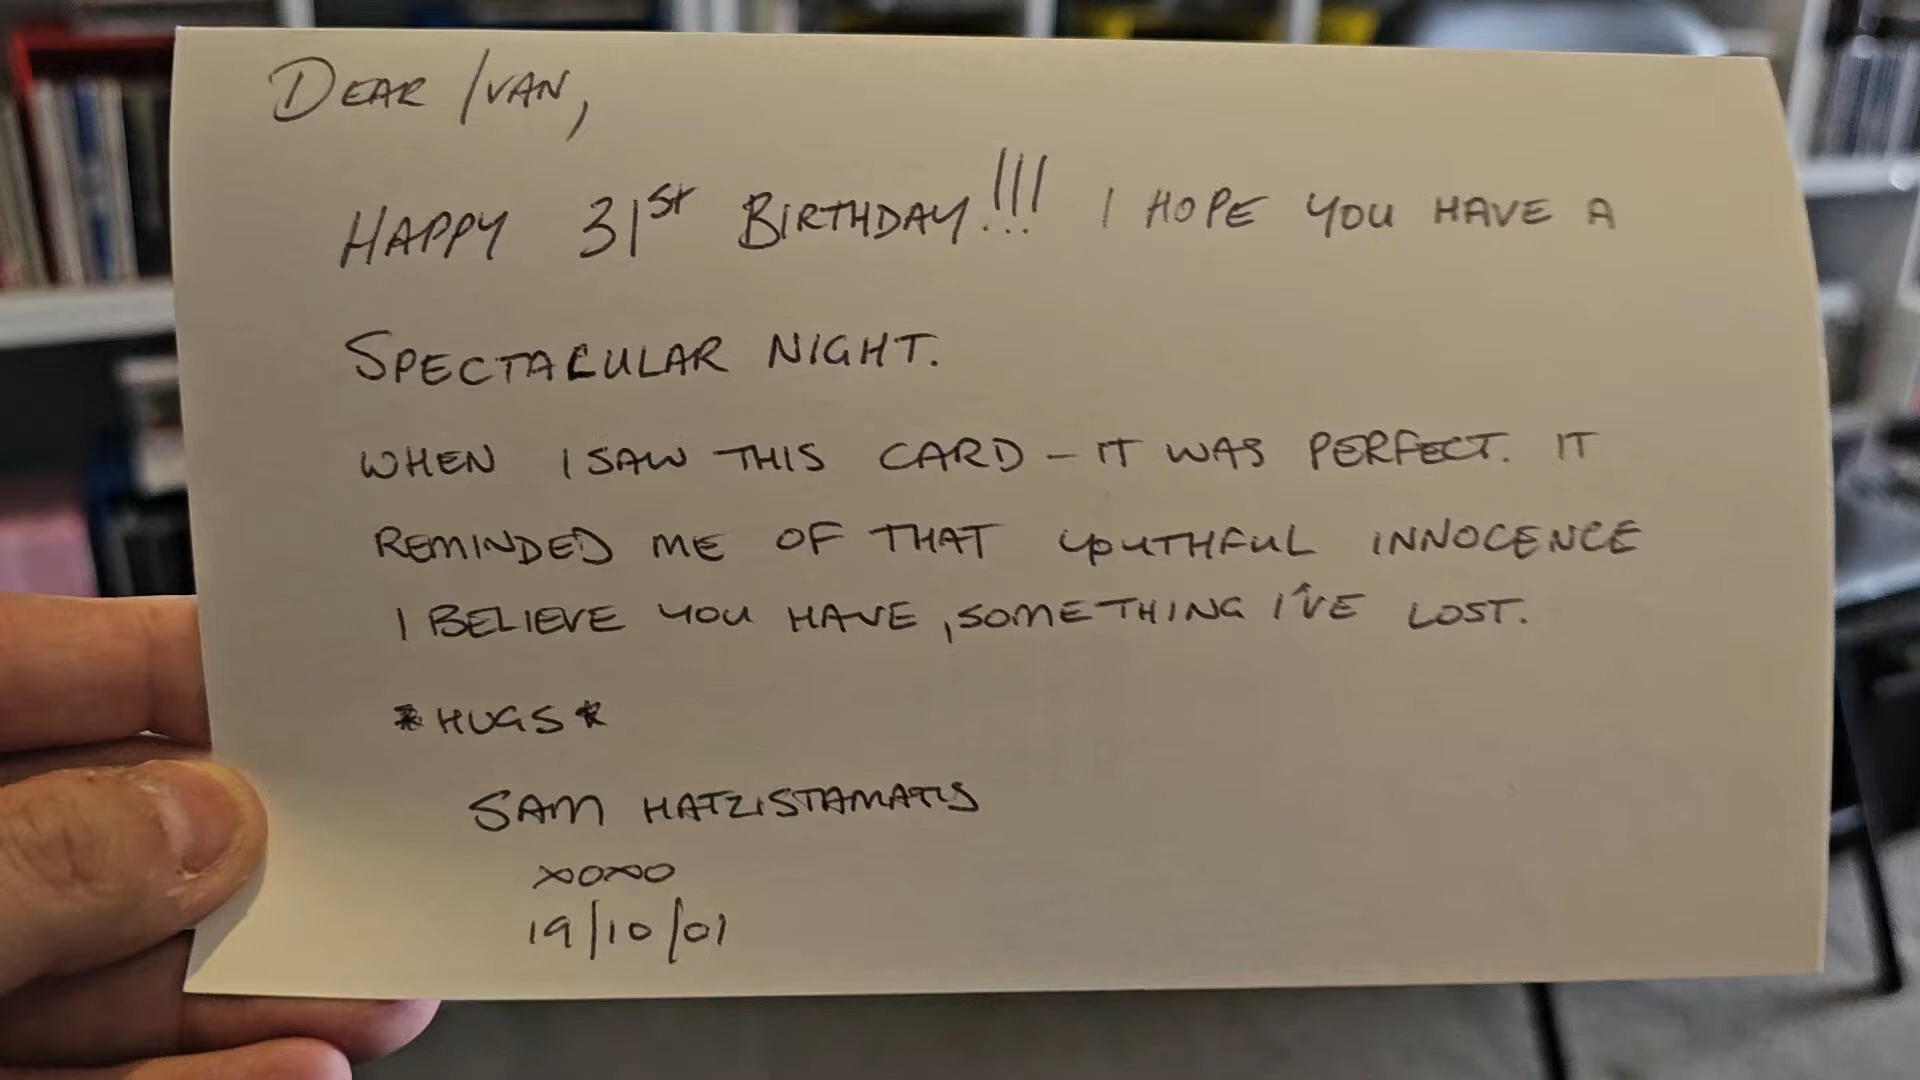 DEAR IVAN,
HAPPY 31ST BIRTHDAY!!! I HOPE YOU HAVE A
SPECTACULAR NIGHT.
WHEN I SAW THIS CARD – IT WAS PERFECT. IT
REMINDED ME OF THAT YOUTHFUL INNOCENCE
I BELIEVE YOU HAVE, SOMETHING I'VE LOST.
*HUGS*
SAM HATZISTAMATIS
XOXO
19/10/01